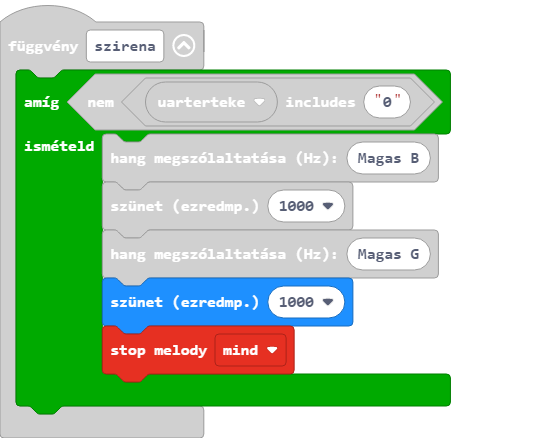 függvény szirena
amíg nem uarterteke includes "0"
ismételd
hang megszólaltatása (Hz): Magas B
szünet (ezredmp.) 1000
hang megszólaltatása (Hz): Magas G
szünet (ezredmp.) 1000
stop melody mind